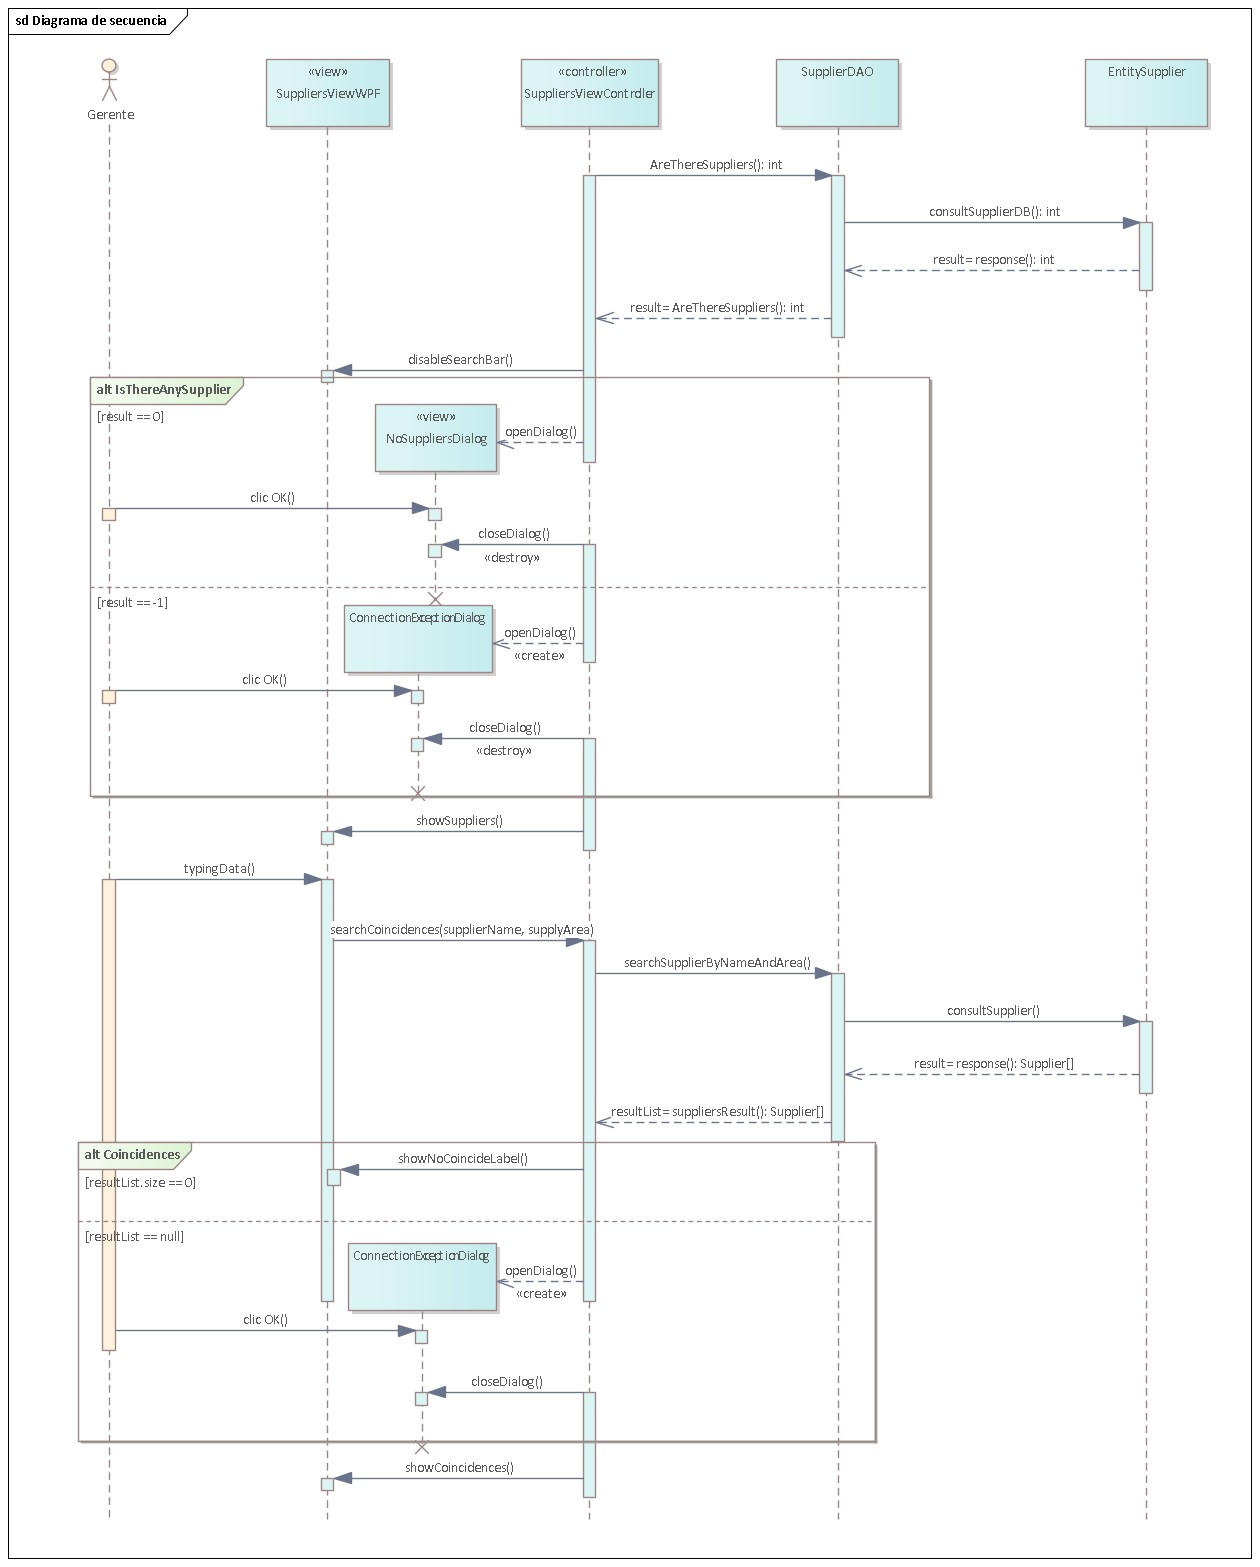 sd Diagrama de secuencia
Gerente
«view»
SuppliersViewWPF
«controller»
SuppliersViewController
SupplierDAO
EntitySupplier
AreThereSuppliers(): int
consultSupplierDB(): int
result= response(): int
result= AreThereSuppliers(): int
disableSearchBar()
alt IsThereAnySupplier
[result ==0]
«view»
NoSuppliersDialog
openDialog()
clic OK()
closeDialog()
«destroy»
[result ==-1]
ConnectionExceptionDialog
openDialog()
«create»
clic OK()
closeDialog()
«destroy»
showSuppliers()
typingData()
searchCoincidences(supplierName, supplyArea)
searchSupplierByNameAndArea()
consultSupplier()
result= response(): Supplier[]
resultList= suppliersResult(): Supplier[]
alt Coincidences
showNoCoincideLabel()
[resultList.size ==0]
[resultList == null]
ConnectionExceptionDialog
openDialog()
«create»
clic OK()
closeDialog()
showCoincidences()